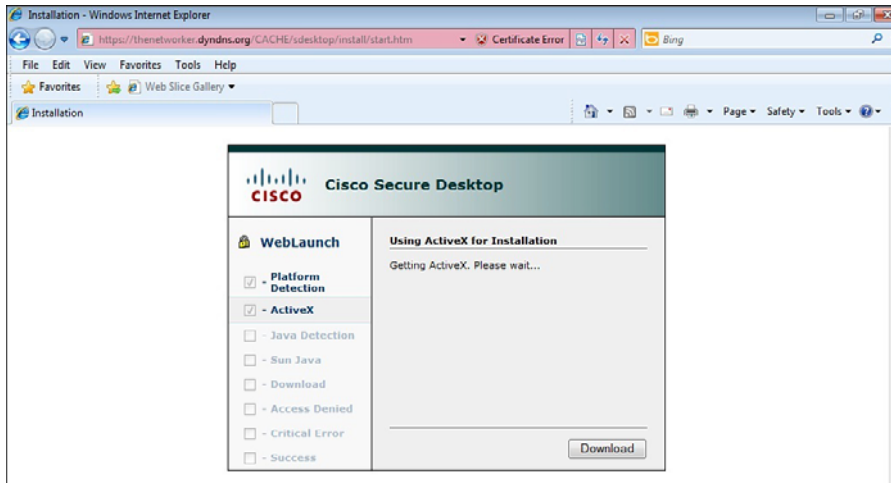 Installation - Windows Internet Explorer
https://thenetworker.dyndns.org/CACHE/sdesktop/install/start.htm
Certificate Error
Bing
File Edit View Favorites Tools Help
Favorites
Web Slice Gallery
Installation
Page Safety Tools
CISCO
Cisco Secure Desktop
WebLaunch
- Platform
Detection
- ActiveX
- Java Detection
- Sun Java
- Download
- Access Denied
- Critical Error
- Success
Using ActiveX for Installation
Getting ActiveX. Please wait...
Download